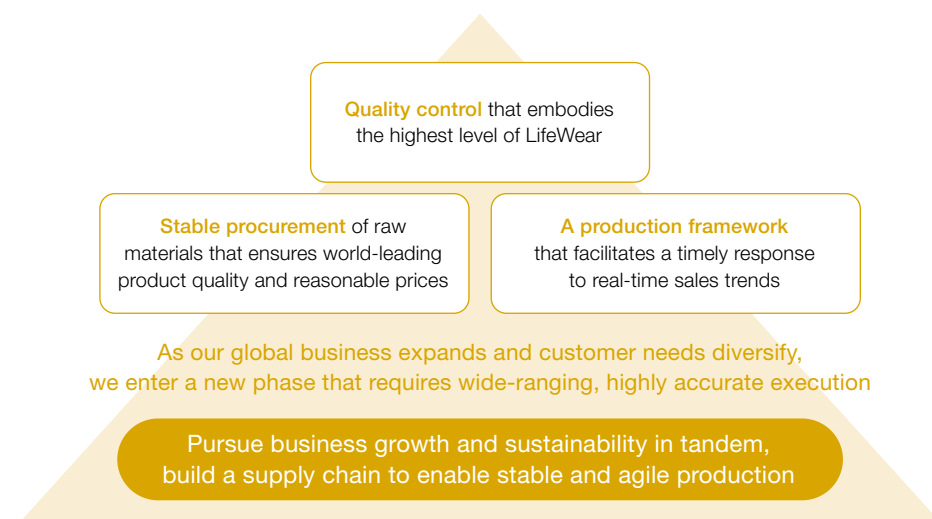 Quality control that embodies
the highest level of LifeWear
Stable procurement of raw
materials that ensures world-leading
product quality and reasonable prices
A production framework
that facilitates a timely response
to real-time sales trends
As our global business expands and customer needs diversify,
we enter a new phase that requires wide-ranging, highly accurate execution
Pursue business growth and sustainability in tandem,
build a supply chain to enable stable and agile production